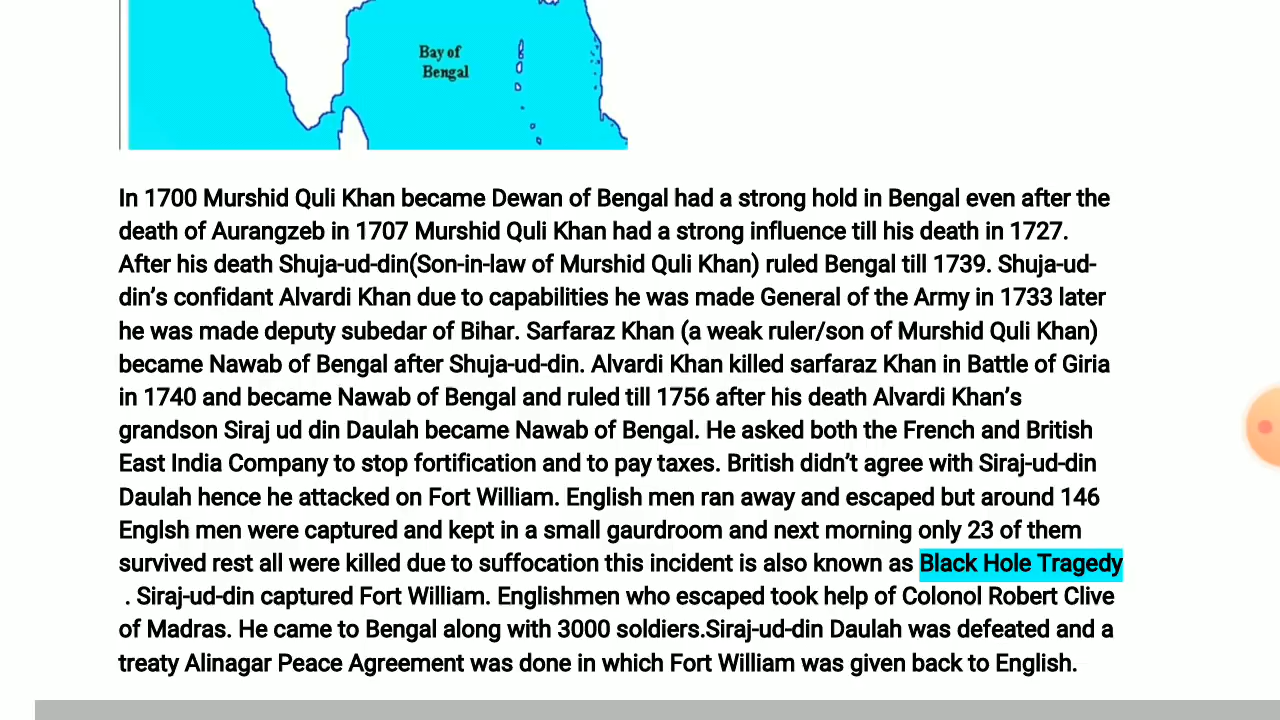 Bay of
Bengal
In 1700 Murshid Quli Khan became Dewan of Bengal had a strong hold in Bengal even after the
death of Aurangzeb in 1707 Murshid Quli Khan had a strong influence till his death in 1727.
After his death Shuja-ud-din(Son-in-law of Murshid Quli Khan) ruled Bengal till 1739. Shuja-ud-
din's confidant Alvardi Khan due to capabilities he was made General of the Army in 1733 later
he was made deputy subedar of Bihar. Sarfaraz Khan (a weak ruler/son of Murshid Quli Khan)
became Nawab of Bengal after Shuja-ud-din. Alvardi Khan killed sarfaraz Khan in Battle of Giria
in 1740 and became Nawab of Bengal and ruled till 1756 after his death Alvardi Khan's
grandson Siraj ud din Daulah became Nawab of Bengal. He asked both the French and British
East India Company to stop fortification and to pay taxes. British didn't agree with Siraj-ud-din
Daulah hence he attacked on Fort William. English men ran away and escaped but around 146
Englsh men were captured and kept in a small gaurdroom and next morning only 23 of them
survived rest all were killed due to suffocation this incident is also known as Black Hole Tragedy
. Siraj-ud-din captured Fort William. Englishmen who escaped took help of Colonol Robert Clive
of Madras. He came to Bengal along with 3000 soldiers.Siraj-ud-din Daulah was defeated and a
treaty Alinagar Peace Agreement was done in which Fort William was given back to English.